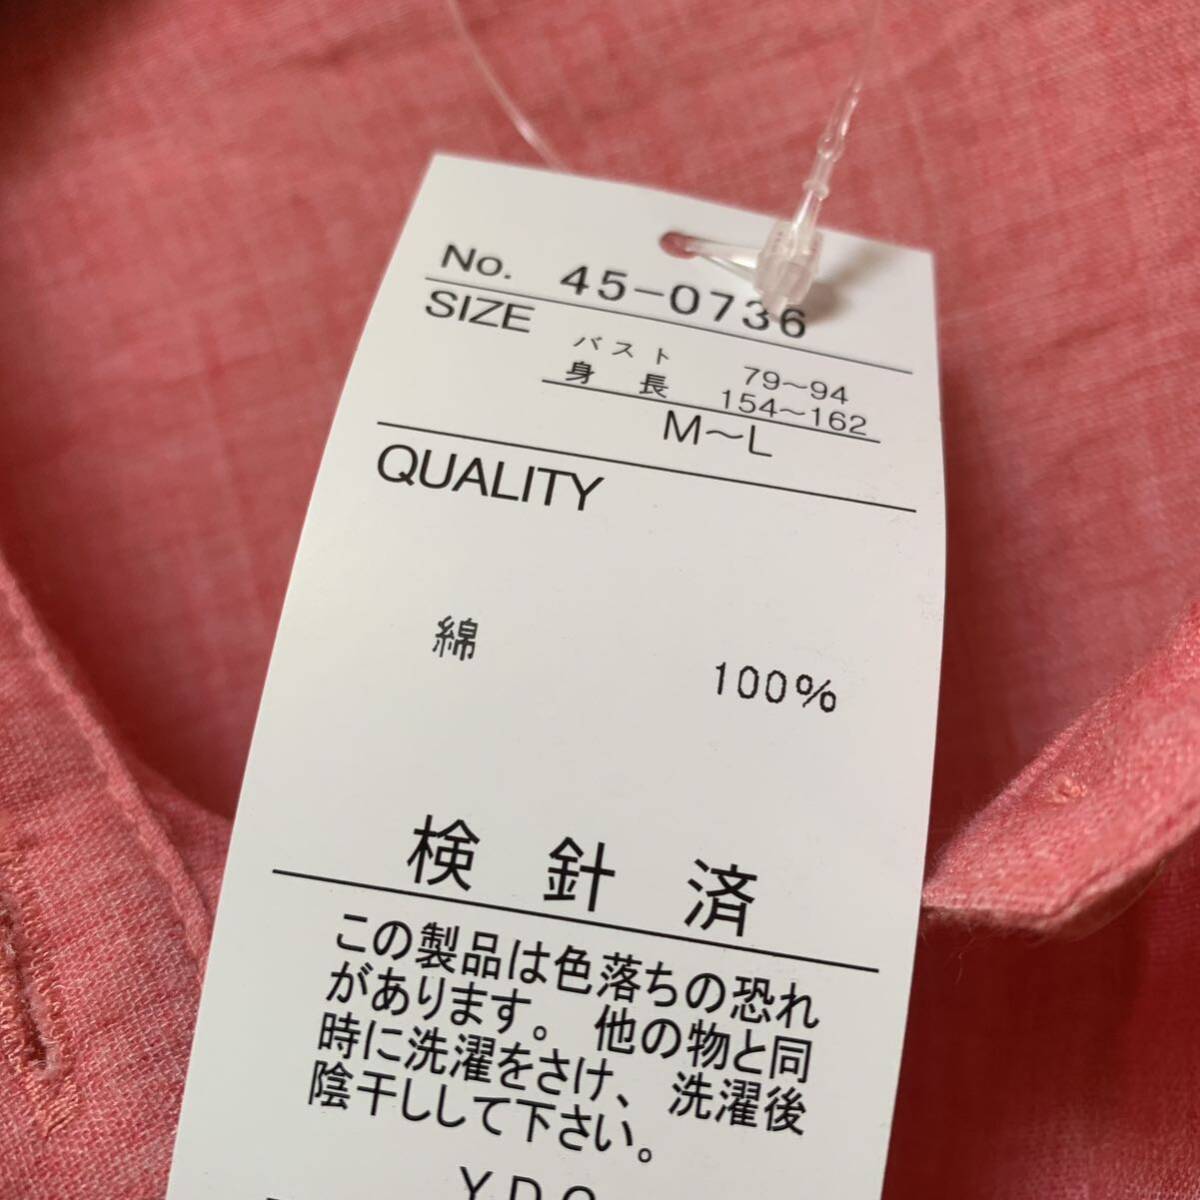 No. 45-0736
SIZE
バスト 79～94
身長 154～162
M～L
QUALITY
綿 100%
検針済
この製品は色落ちの恐れ
があります。他の物と同
時に洗濯をさけ、洗濯後
陰干しして下さい。